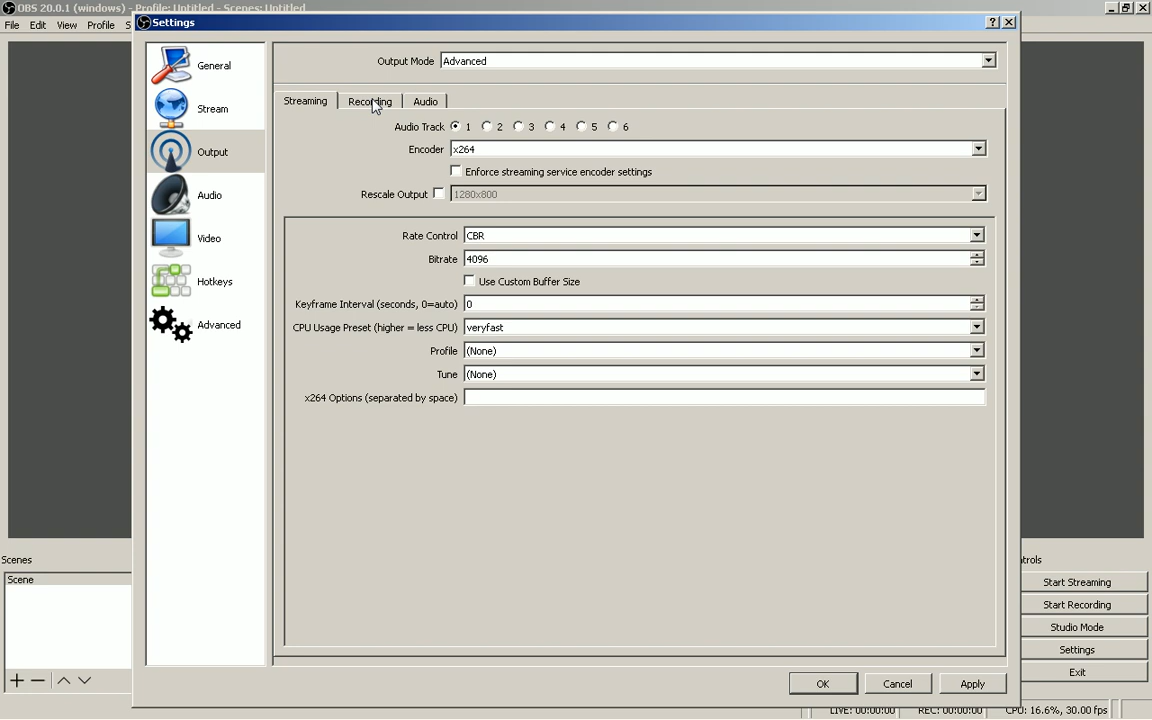 OBS 20.0.1 (windows) - Profile: Untitled - Scenes: Untitled
File Edit View Profile S
Settings
General
Stream
Output
Audio
Video
Hotkeys
Advanced
Output Mode Advanced
Streaming Recording Audio
Audio Track 1 2 3 4 5 6
Encoder x264
Enforce streaming service encoder settings
Rescale Output 1280x800
Rate Control CBR
Bitrate 4096
Use Custom Buffer Size
Keyframe Interval (seconds, 0=auto) 0
CPU Usage Preset (higher = less CPU) veryfast
Profile (None)
Tune (None)
x264 Options (separated by space)
OK Cancel Apply
Scenes
Scene
trols
Start Streaming
Start Recording
Studio Mode
Settings
Exit
LIVE: 00:00:00 REC: 00:00:00 CPU: 16.6%, 30.00 fps